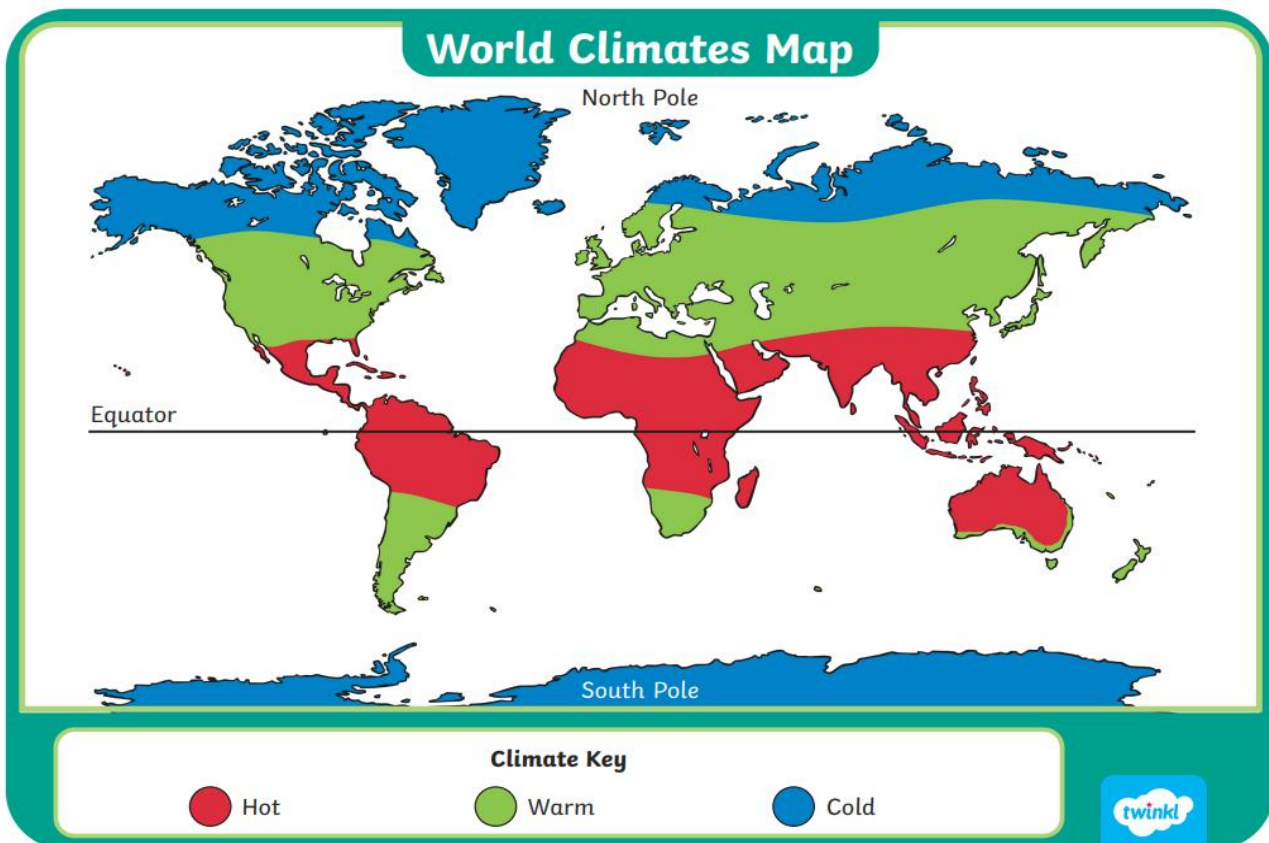 World Climates Map
North Pole
Equator
South Pole
Climate Key
Hot
Warm
Cold
twinkl